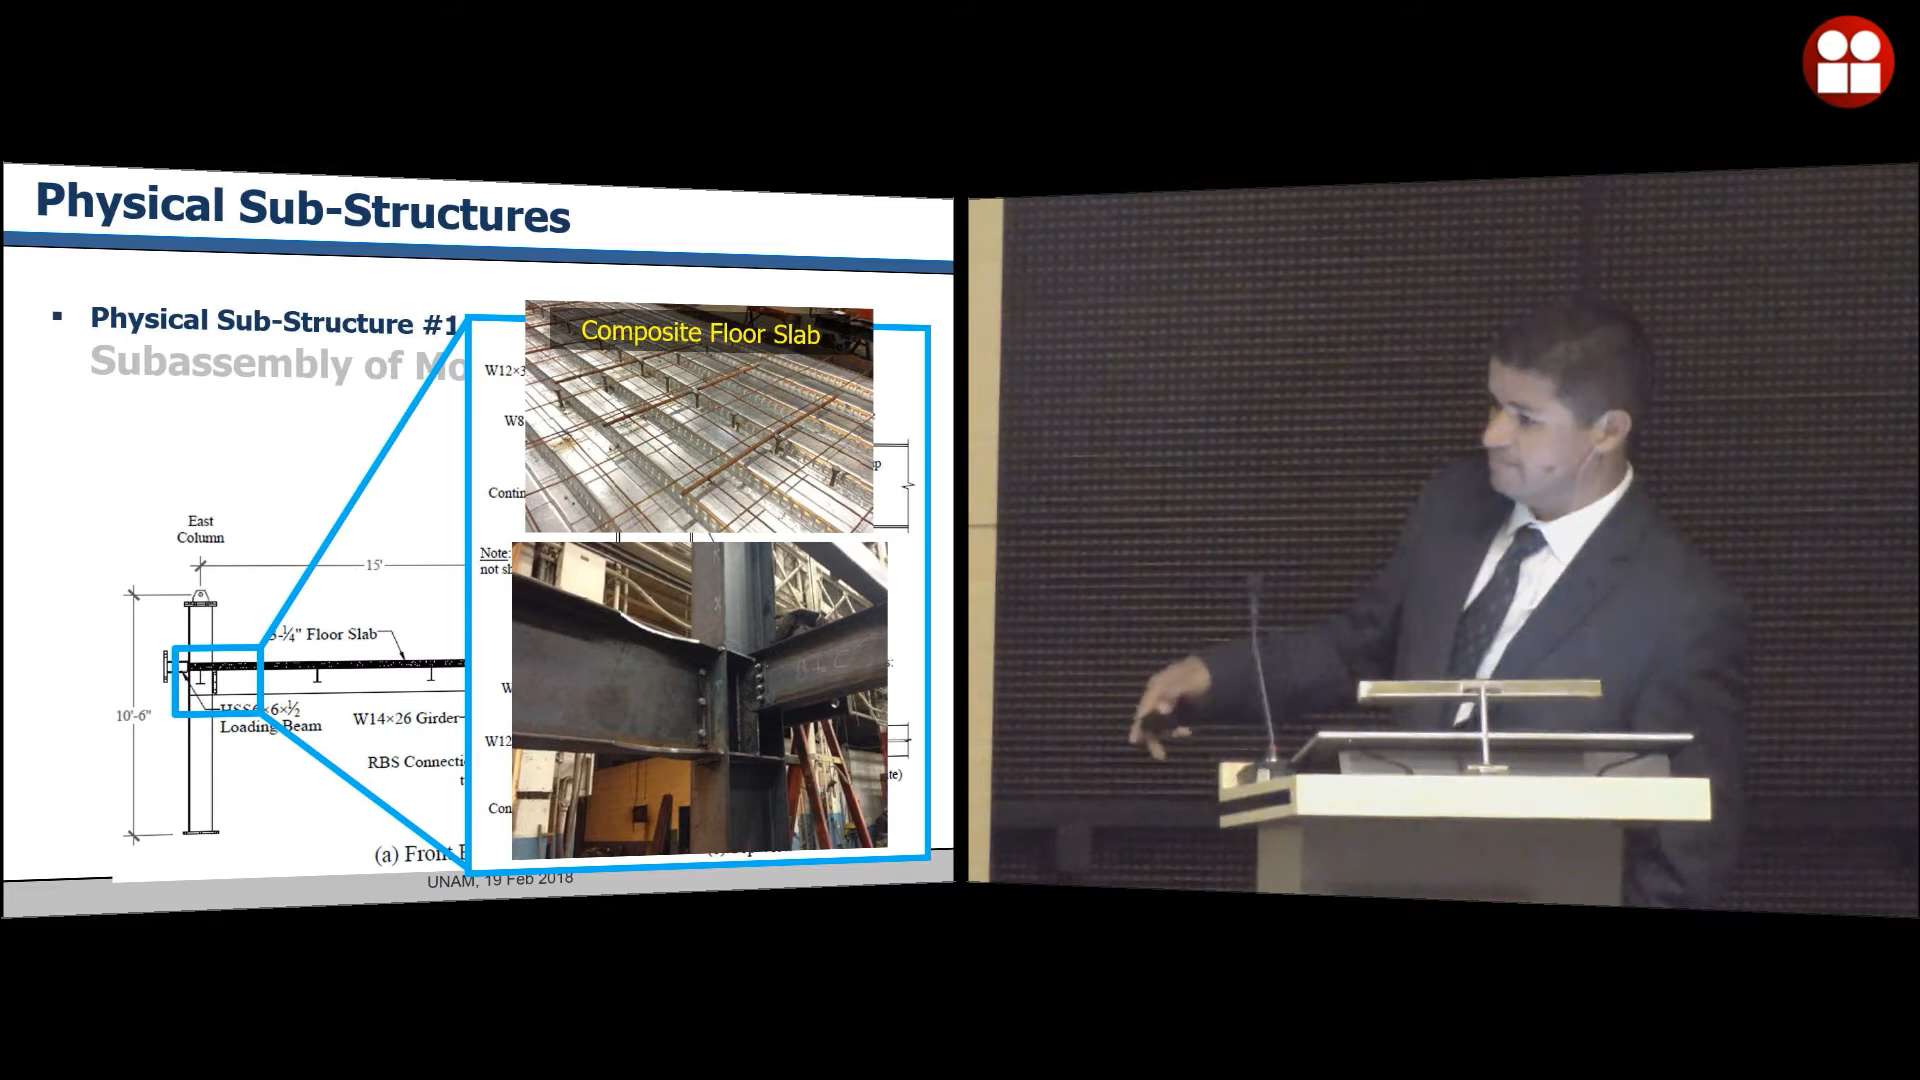 Physical Sub-Structures
Physical Sub-Structure #1
Subassembly of Mo
Composite Floor Slab
W12×3
W8
Contin
Note:
not sh
East
Column
15'
Floor Slab
10'-6"
HSS6×6×½
Loading Beam
W14×26 Girder
W12
RBS Connecti
t
Con
(a) Front E
UNAM, 19 Feb 2018